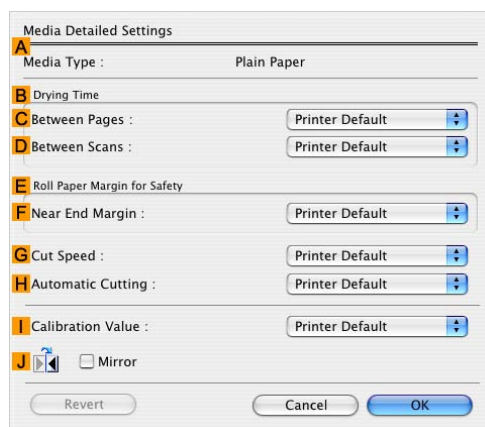 Media Detailed Settings
A
Media Type : Plain Paper
B Drying Time
C Between Pages : Printer Default
D Between Scans : Printer Default
E Roll Paper Margin for Safety
F Near End Margin : Printer Default
G Cut Speed : Printer Default
H Automatic Cutting : Printer Default
I Calibration Value : Printer Default
J Mirror
Revert Cancel OK